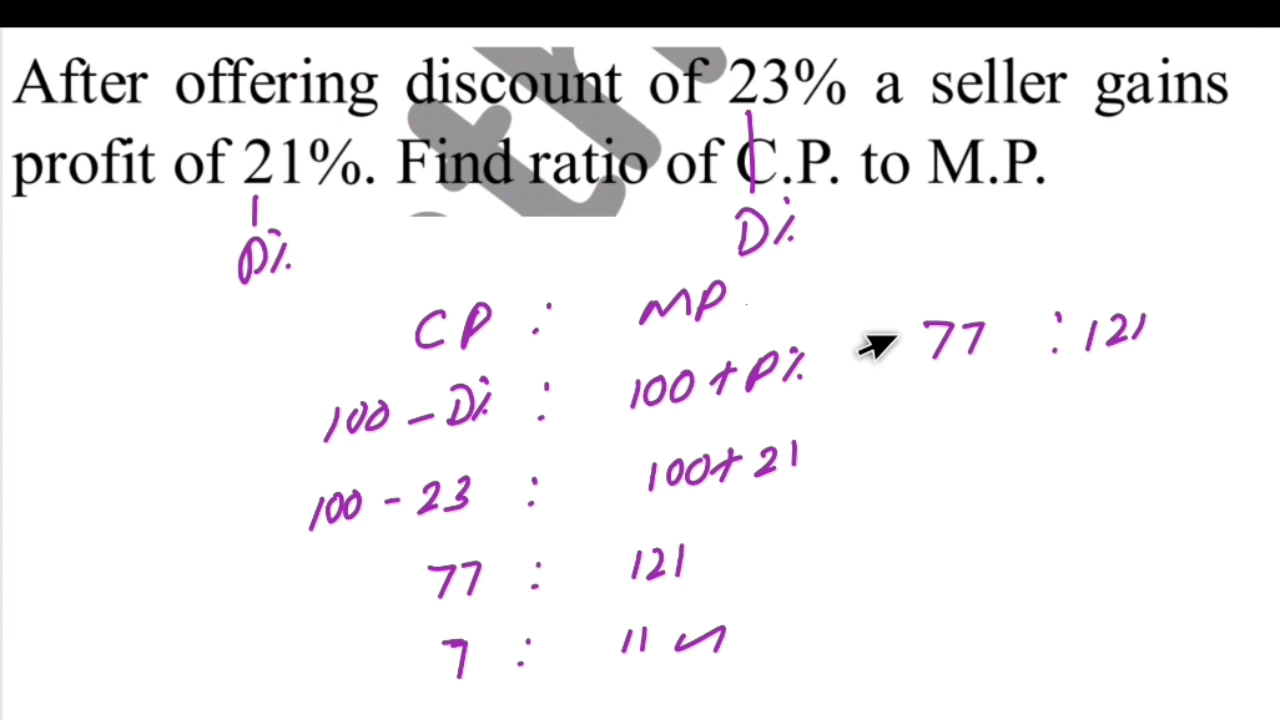 After offering discount of 23% a seller gains
profit of 21%. Find ratio of C.P. to M.P.
P% D%
CP : MP
77 : 121
100 - D% : 100 + P%
100 - 23 : 100 + 21
77 : 121
7 : 11